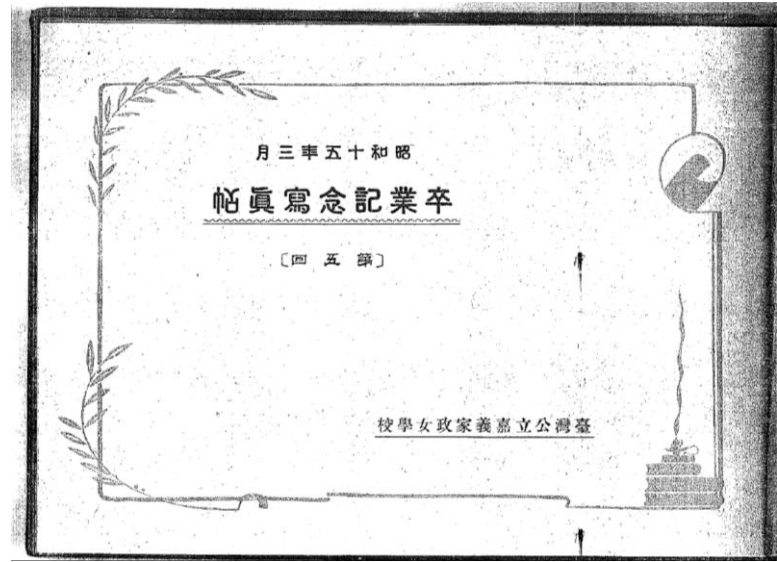 昭和十五年三月
卒業記念寫眞帖
〔第五回〕
臺灣公立嘉義家政女學校